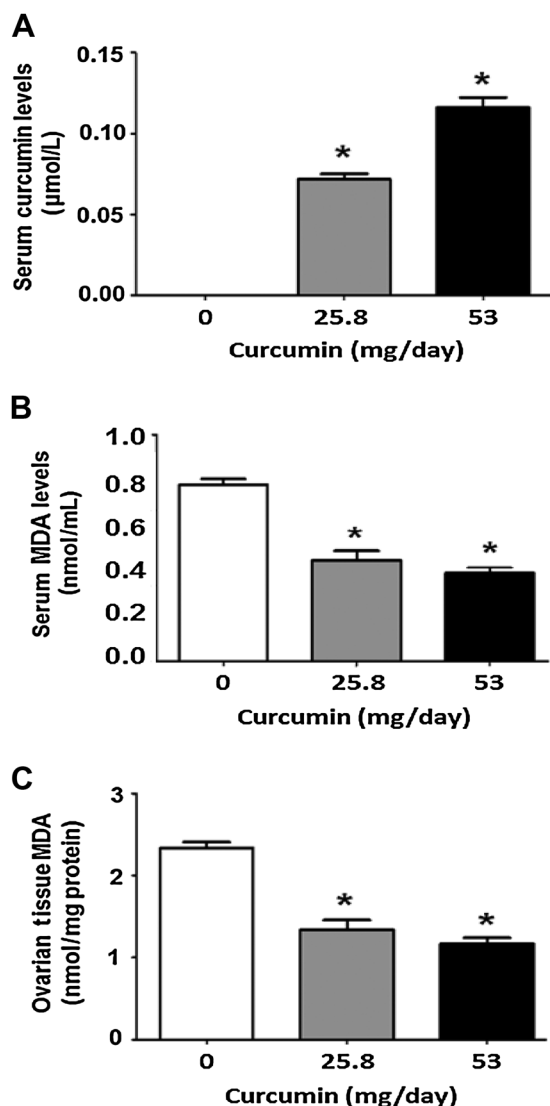 A
Serum curcumin levels
(µmol/L)
0.15
0.10
0.05
0.00
*
*
0 25.8 53
Curcumin (mg/day)
B
Serum MDA levels
(nmol/mL)
1.0
0.8
0.6
0.4
0.2
0.0
*
*
0 25.8 53
Curcumin (mg/day)
C
Ovarian tissue MDA
(nmol/mg protein)
3
2
1
0
*
*
0 25.8 53
Curcumin (mg/day)